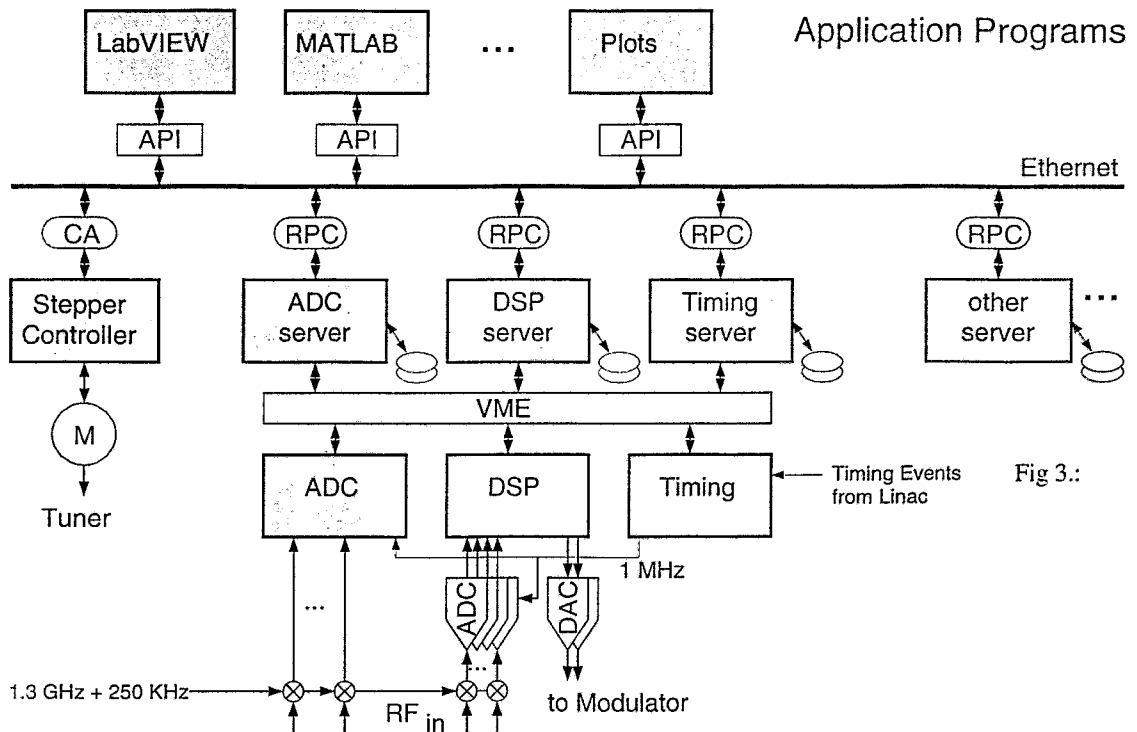 Application Programs
LabVIEW
MATLAB
...
Plots
API
API
API
Ethernet
CA
RPC
RPC
RPC
RPC
Stepper
Controller
ADC
server
DSP
server
Timing
server
other
server
...
VME
M
Tuner
ADC
DSP
Timing
Timing Events
from Linac
Fig 3.:
1 MHz
...
ADC
DAC
...
1.3 GHz + 250 KHz
RF in
to Modulator